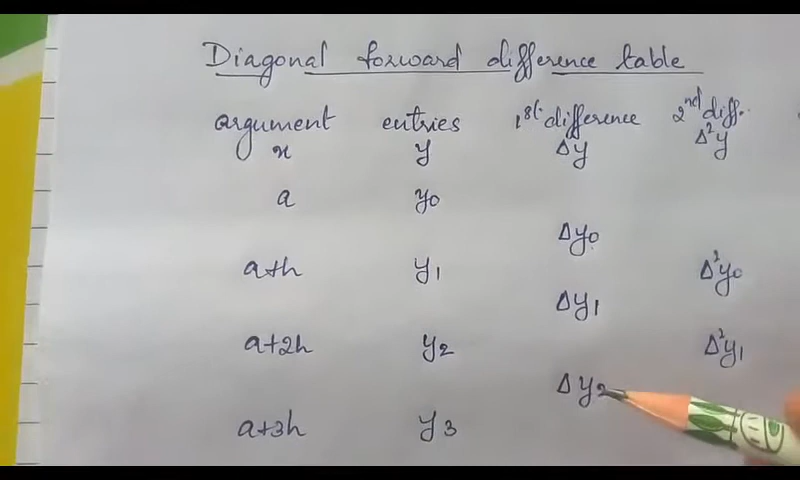 Diagonal forward difference table
argument entries 1st difference 2nd diff.
x y Δy Δ²y
a y0
Δy0
a+h y1 Δ²y0
Δy1
a+2h y2 Δ²y1
Δy2
a+3h y3